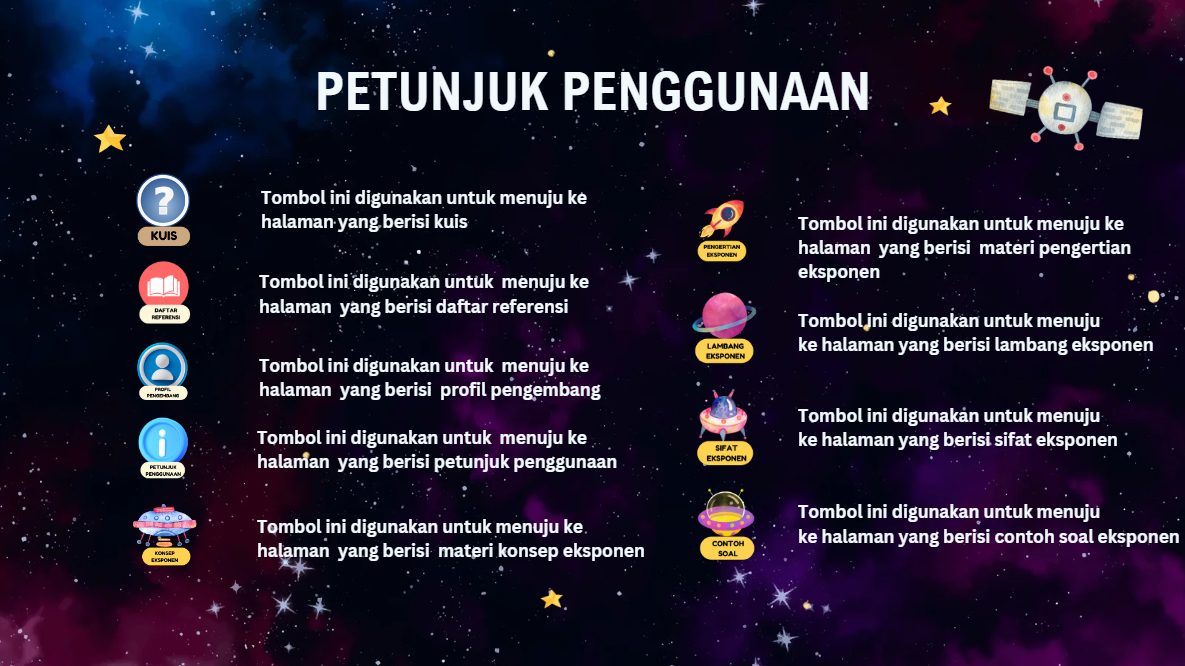 PETUNJUK PENGGUNAAN
KUIS
Tombol ini digunakan untuk menuju ke
halaman yang berisi kuis
DAFTAR
REFERENSI
Tombol ini digunakan untuk menuju ke
halaman yang berisi daftar referensi
PROFIL
PENGEMBANG
Tombol ini digunakan untuk menuju ke
halaman yang berisi profil pengembang
PETUNJUK
PENGGUNAAN
Tombol ini digunakan untuk menuju ke
halaman yang berisi petunjuk penggunaan
KONSEP
EKSPONEN
Tombol ini digunakan untuk menuju ke
halaman yang berisi materi konsep eksponen
PENGERTIAN
EKSPONEN
Tombol ini digunakan untuk menuju ke
halaman yang berisi materi pengertian
eksponen
LAMBANG
EKSPONEN
Tombol ini digunakan untuk menuju
ke halaman yang berisi lambang eksponen
SIFAT
EKSPONEN
Tombol ini digunakan untuk menuju
ke halaman yang berisi sifat eksponen
CONTOH
SOAL
Tombol ini digunakan untuk menuju
ke halaman yang berisi contoh soal eksponen